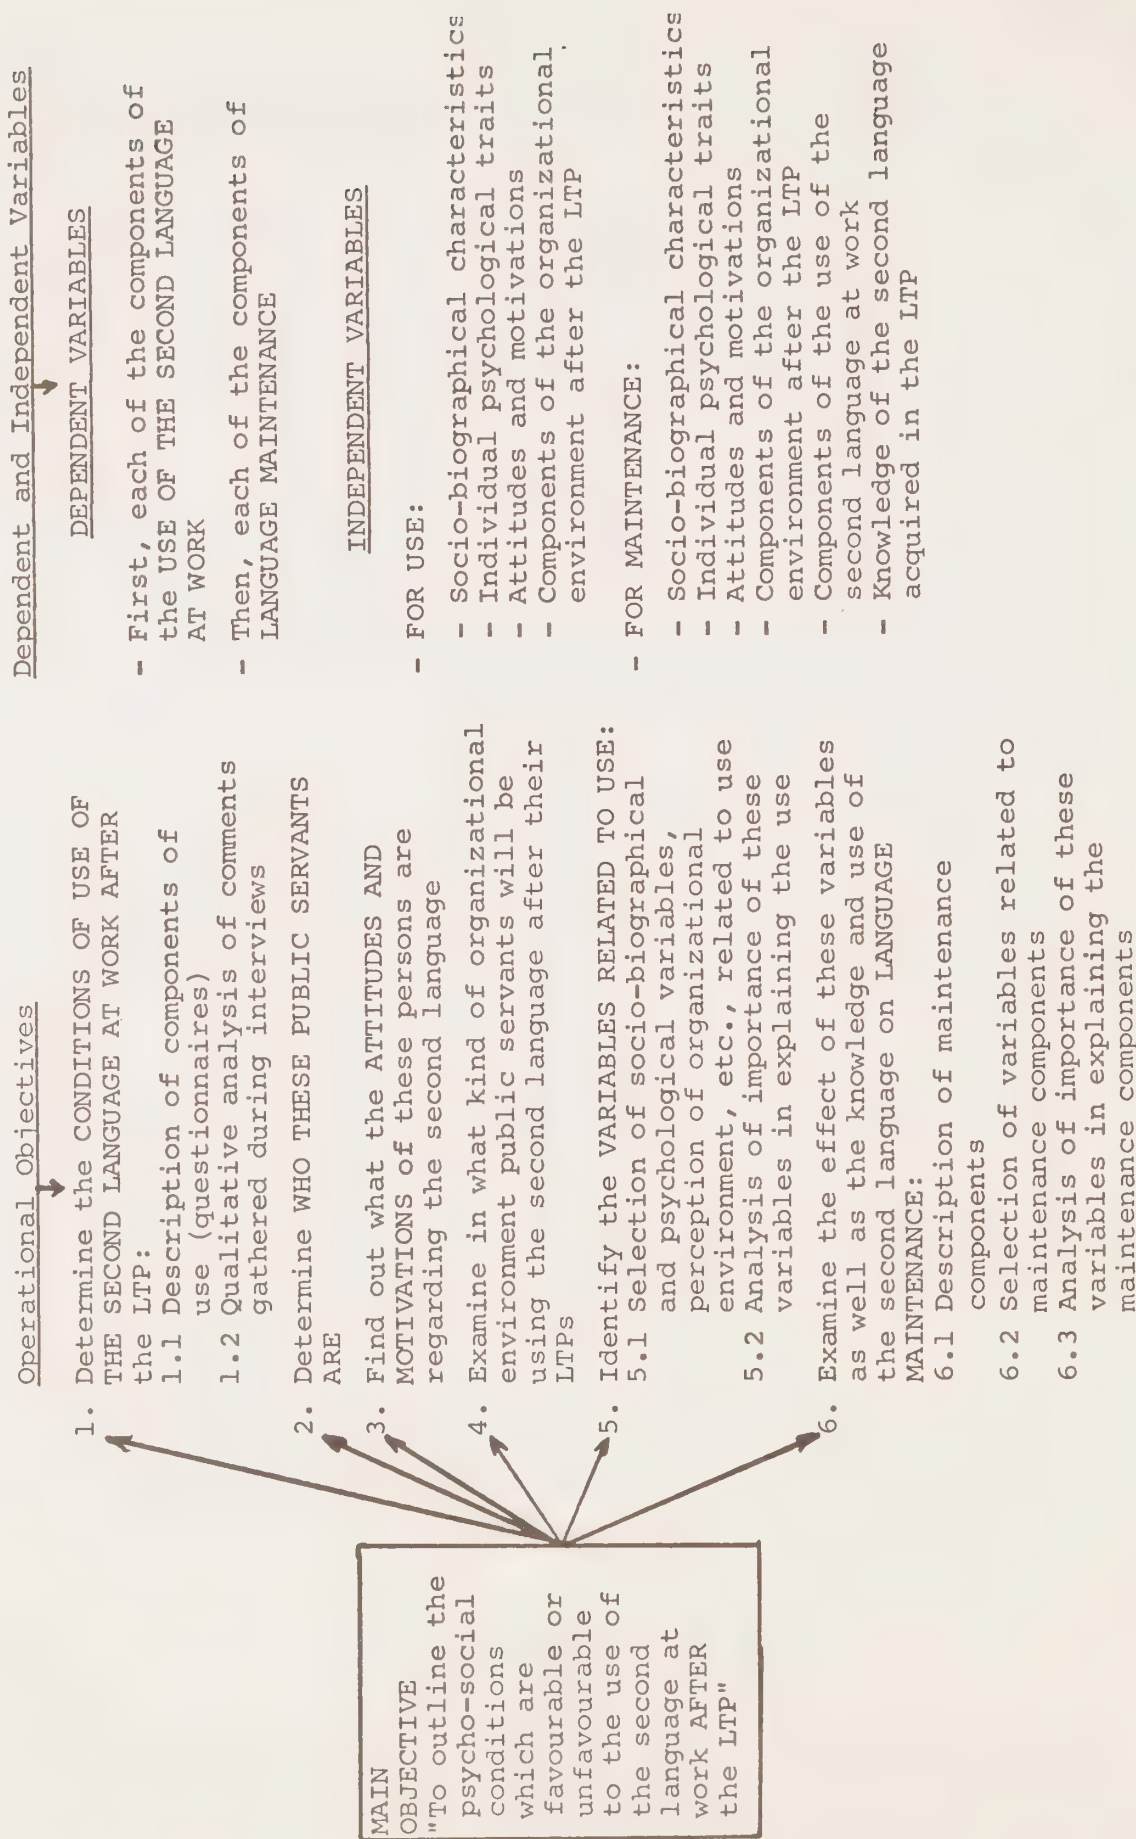 MAIN
OBJECTIVE
"To outline the
psycho-social
conditions
which are
favourable or
unfavourable
to the use of
the second
language at
work AFTER
the LTP"
Operational Objectives
1. Determine the CONDITIONS OF USE OF
THE SECOND LANGUAGE AT WORK AFTER
the LTP:
1.1 Description of components of
use (questionnaires)
1.2 Qualitative analysis of comments
gathered during interviews
2. Determine WHO THESE PUBLIC SERVANTS
ARE
3. Find out what the ATTITUDES AND
MOTIVATIONS of these persons are
regarding the second language
4. Examine in what kind of organizational
environment public servants will be
using the second language after their
LTPs
5. Identify the VARIABLES RELATED TO USE:
5.1 Selection of socio-biographical
and psychological variables,
perception of organizational
environment, etc., related to use
5.2 Analysis of importance of these
variables in explaining the use
6. Examine the effect of these variables
as well as the knowledge and use of
the second language on LANGUAGE
MAINTENANCE:
6.1 Description of maintenance
components
6.2 Selection of variables related to
maintenance components
6.3 Analysis of importance of these
variables in explaining the
maintenance components
Dependent and Independent Variables
DEPENDENT VARIABLES
- First, each of the components of
the USE OF THE SECOND LANGUAGE
AT WORK
- Then, each of the components of
LANGUAGE MAINTENANCE
INDEPENDENT VARIABLES
- FOR USE:
- Socio-biographical characteristics
- Individual psychological traits
- Attitudes and motivations
- Components of the organizational
environment after the LTP
- FOR MAINTENANCE:
- Socio-biographical characteristics
- Individual psychological traits
- Attitudes and motivations
- Components of the organizational
environment after the LTP
- Components of the use of the
second language at work
- Knowledge of the second language
acquired in the LTP